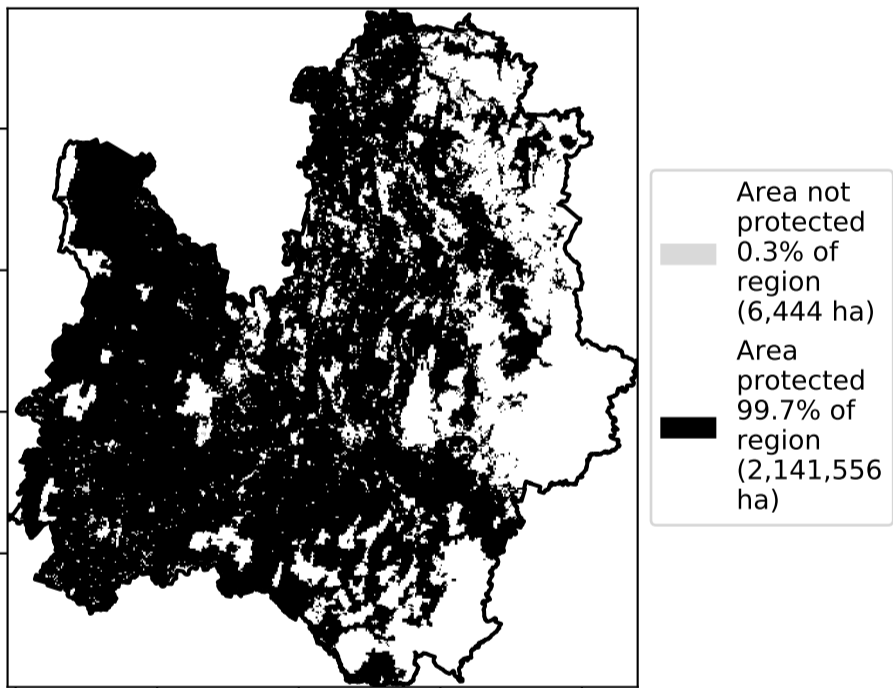 Area not
protected
0.3% of
region
(6,444 ha)
Area
protected
99.7% of
region
(2,141,556
ha)